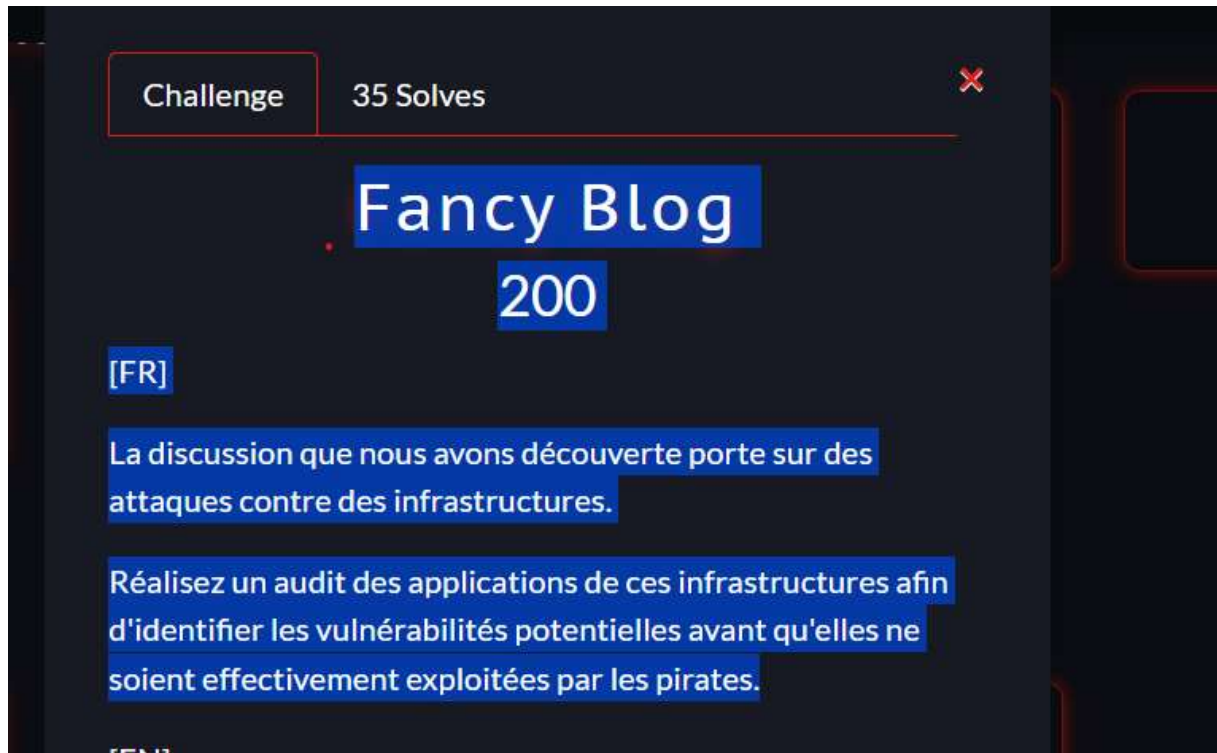 Challenge 35 Solves
Fancy Blog
200
[FR]
La discussion que nous avons découverte porte sur des
attaques contre des infrastructures.
Réalisez un audit des applications de ces infrastructures afin
d'identifier les vulnérabilités potentielles avant qu'elles ne
soient effectivement exploitées par les pirates.
[EN]